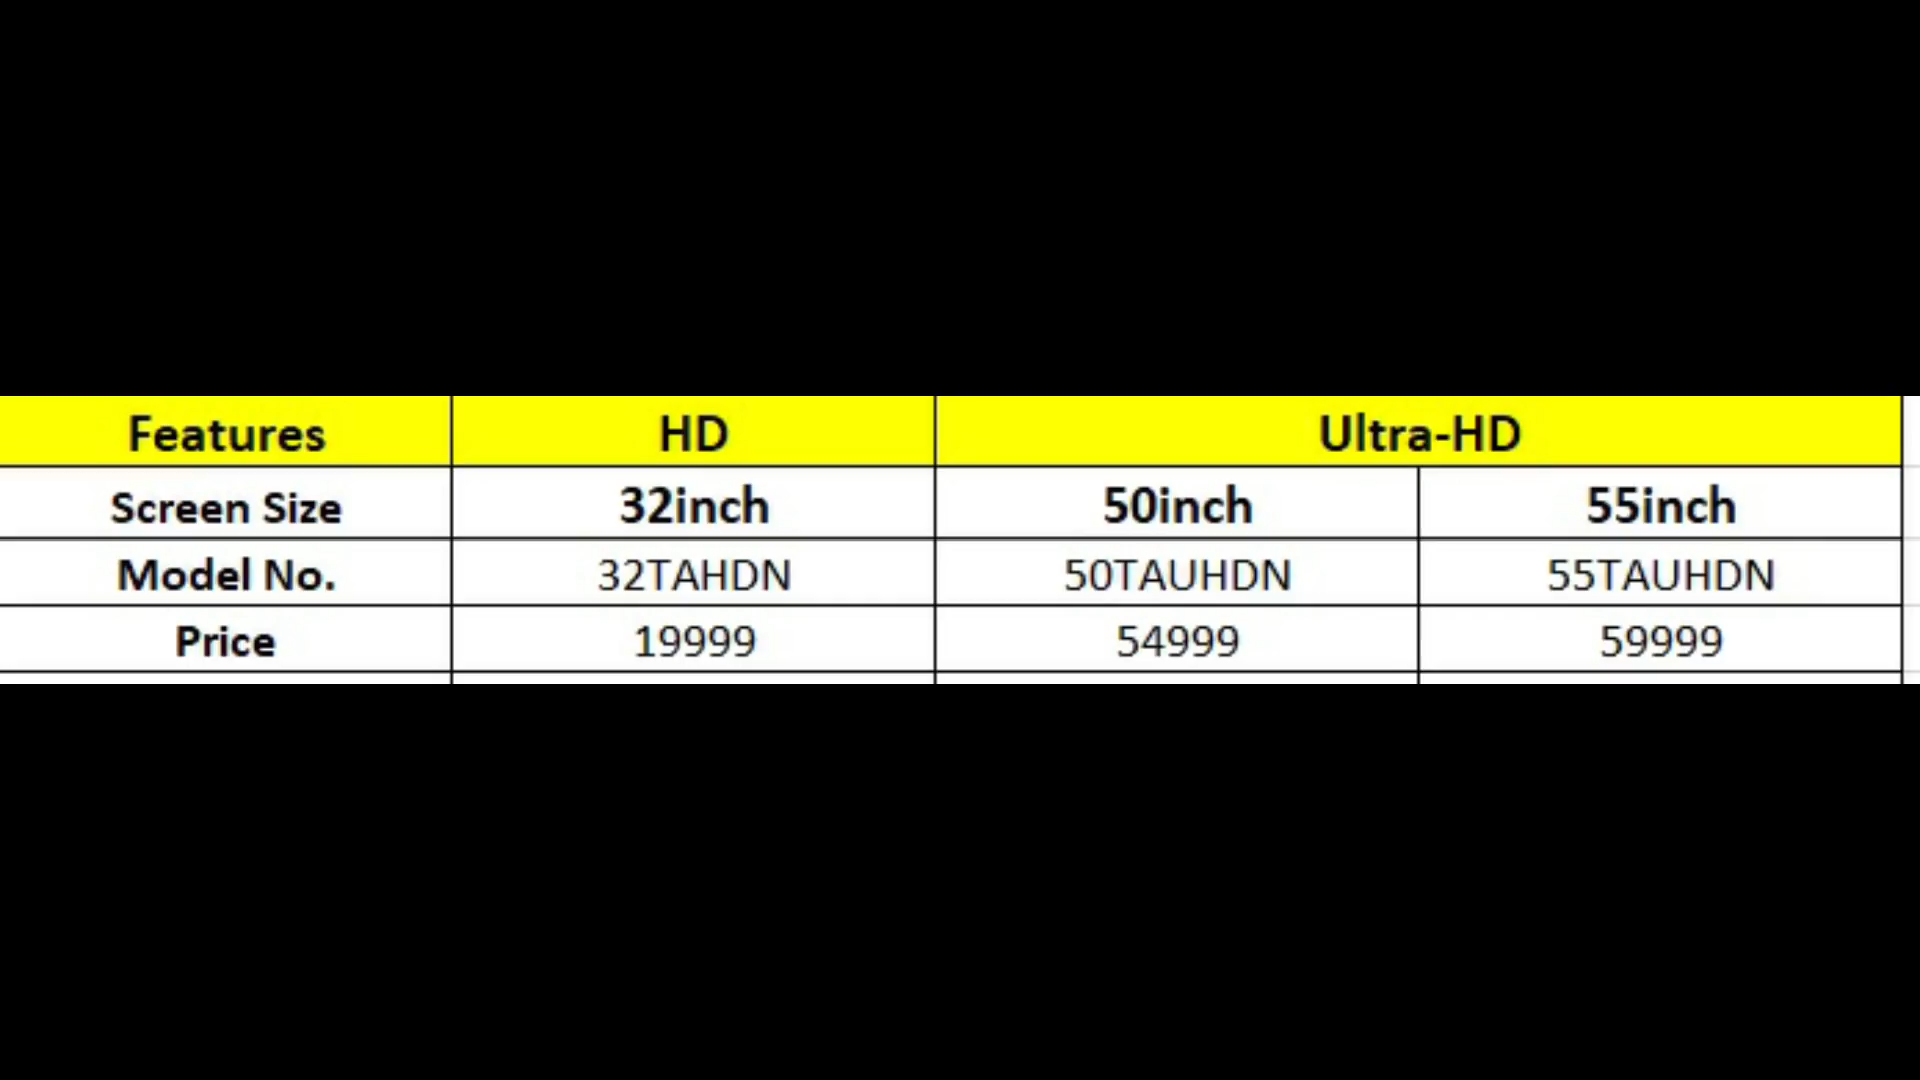 Features HD Ultra-HD
Screen Size 32inch 50inch 55inch
Model No. 32TAHDN 50TAUHDN 55TAUHDN
Price 19999 54999 59999